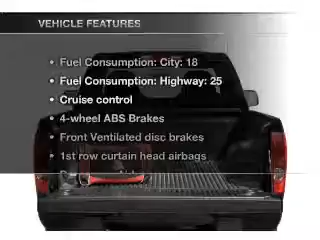 VEHICLE FEATURES
• Fuel Consumption: City: 18
• Fuel Consumption: Highway: 25
• Cruise control
• 4-wheel ABS Brakes
• Front Ventilated disc brakes
• 1st row curtain head airbags